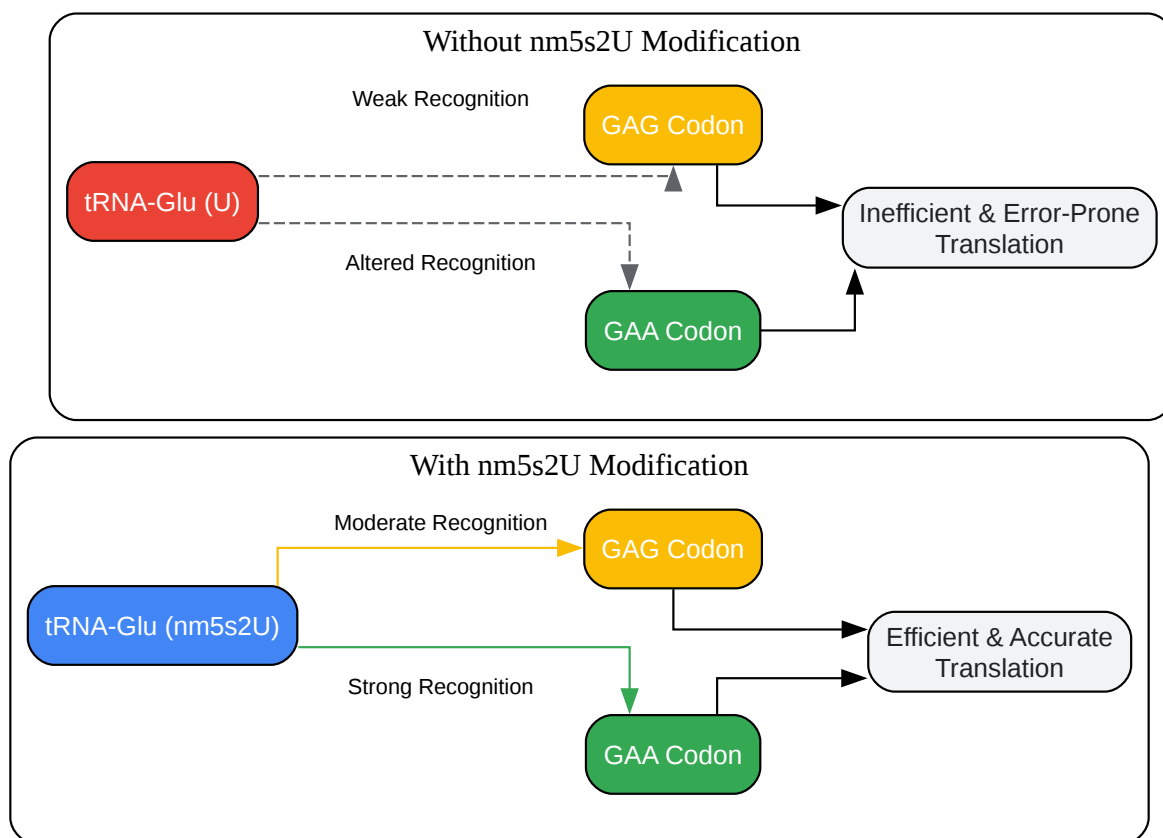 Without nm5s2U Modification
Weak Recognition
GAG Codon
tRNA-Glu (U)
Inefficient & Error-Prone
Translation
Altered Recognition
GAA Codon
With nm5s2U Modification
Moderate Recognition
GAG Codon
tRNA-Glu (nm5s2U)
Efficient & Accurate
Translation
Strong Recognition
GAA Codon